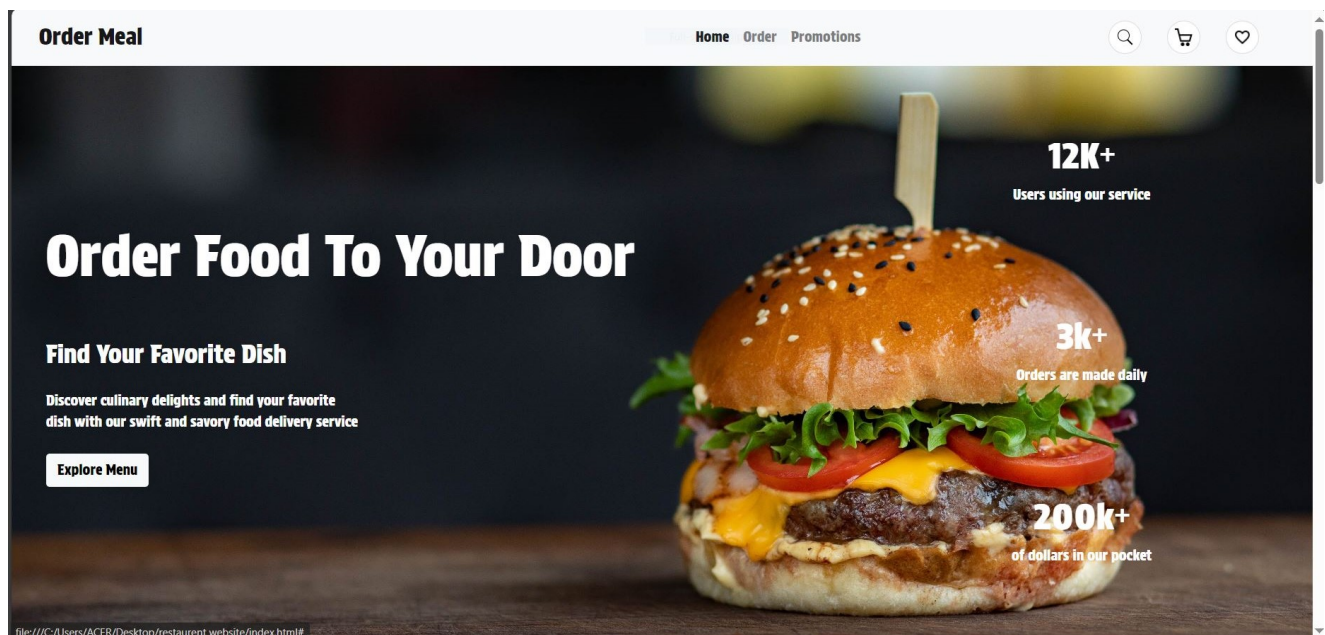 Order Meal
Home Order Promotions
12K+
Users using our service
Order Food To Your Door
3k+
Orders are made daily
Find Your Favorite Dish
Discover culinary delights and find your favorite
dish with our swift and savory food delivery service
Explore Menu
200k+
of dollars in our pocket
file:///C:/Users/ACER/Desktop/restaurent website/index.html#